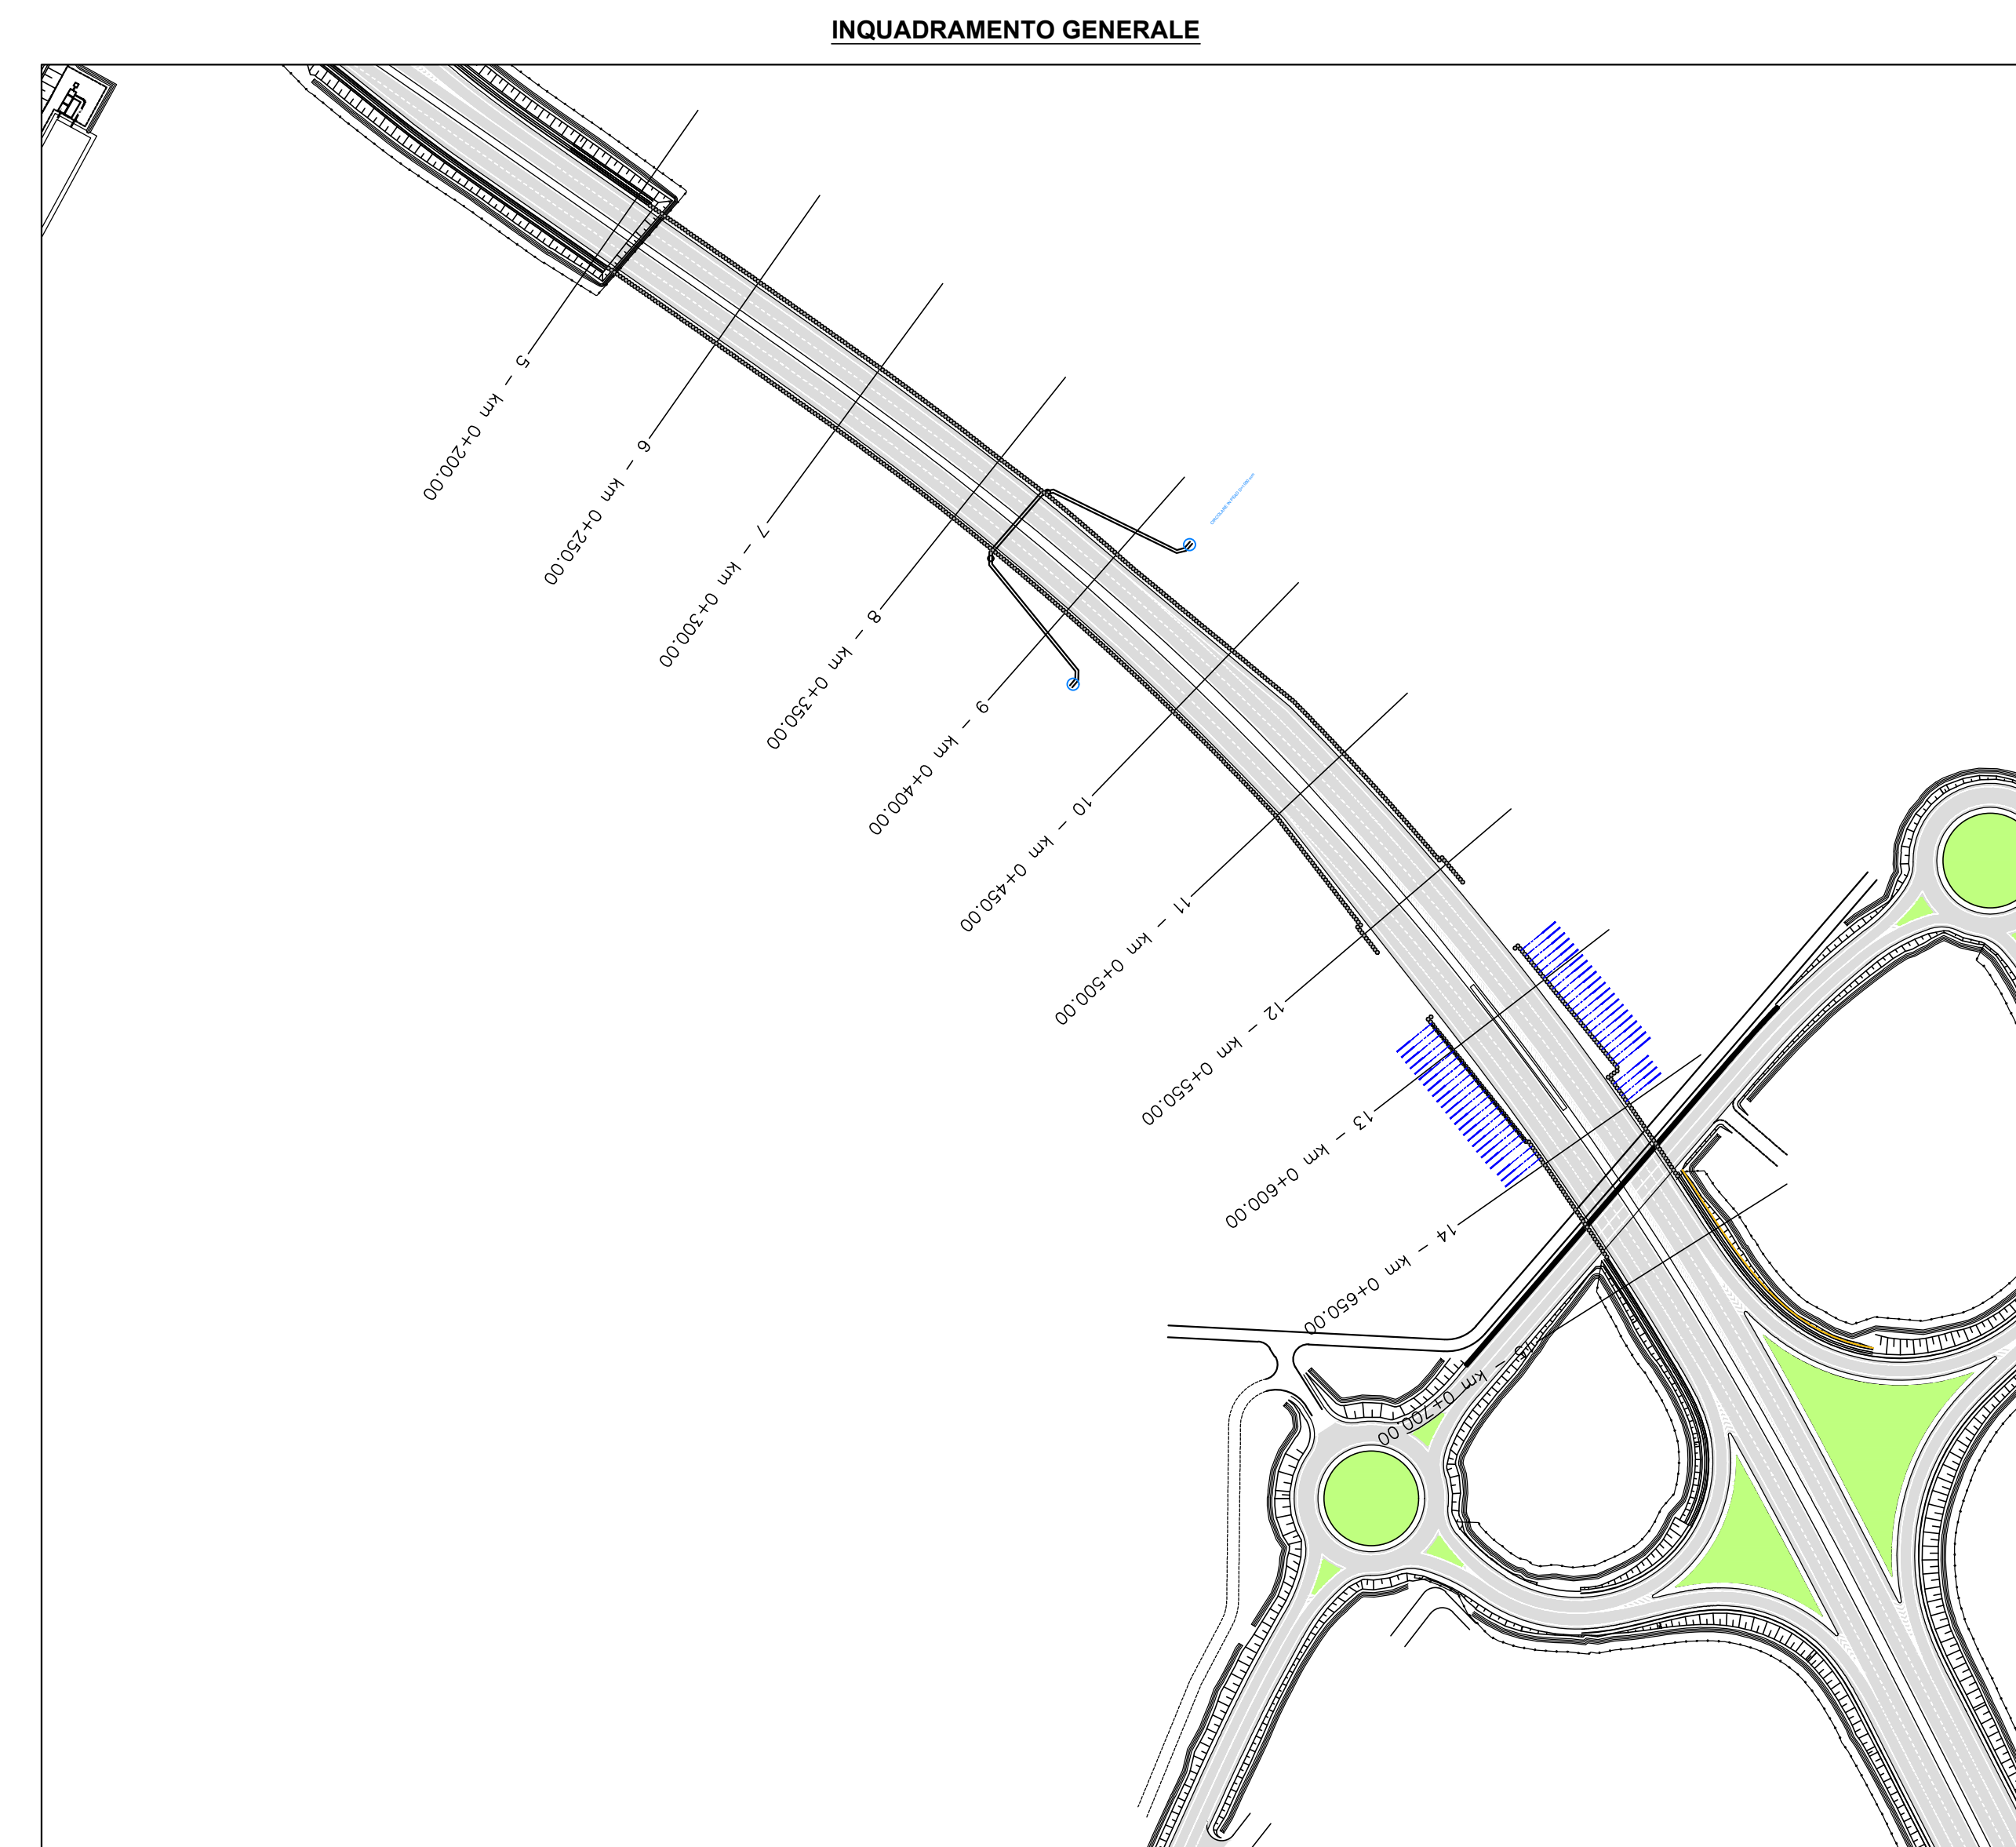 INQUADRAMENTO GENERALE
5 - km 0+200.00
6 - km 0+250.00
7 - km 0+300.00
8 - km 0+350.00
9 - km 0+400.00
10 - km 0+450.00
11 - km 0+500.00
12 - km 0+550.00
13 - km 0+600.00
14 - km 0+650.00
15 - km 0+700.00